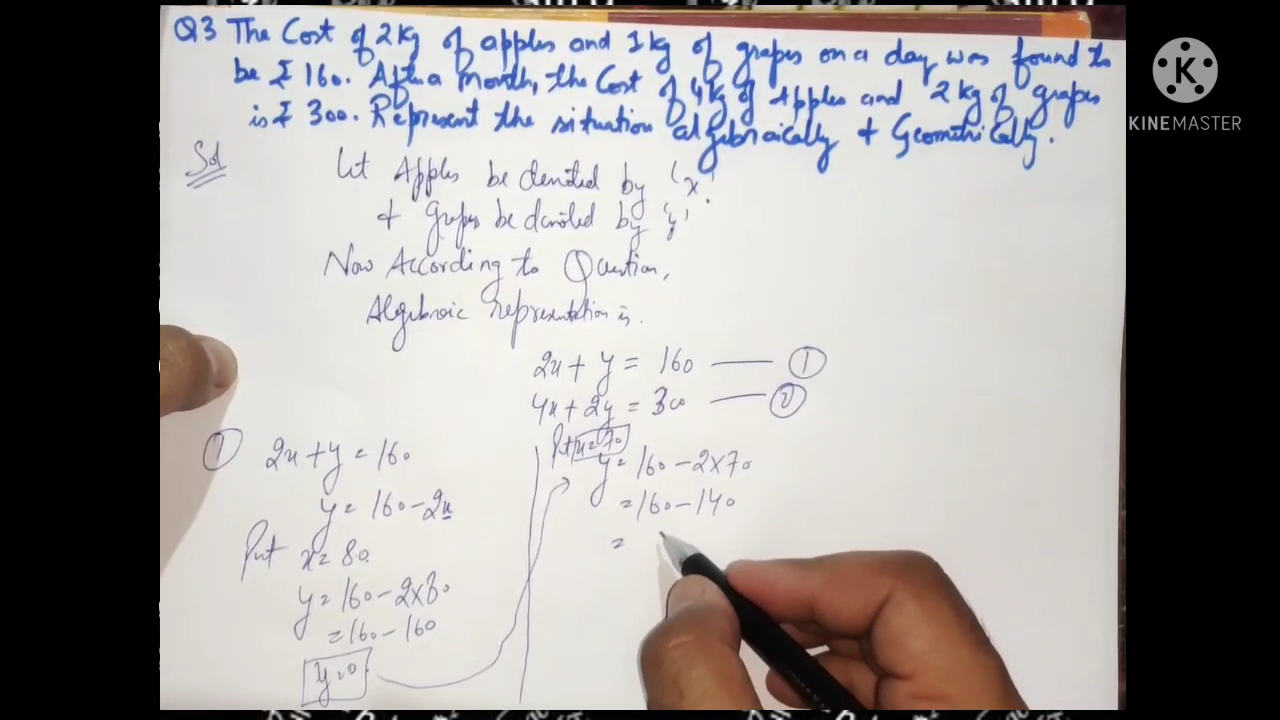 Q3 The Cost of 2kg of apples and 1kg of grapes on a day was found to
be ₹ 160. After a month, the Cost of 4kg of Apples and 2 kg of grapes
is ₹ 300. Represent the situation algebraically & Geometrically.
Sol
Let Apples be denoted by 'x'.
& grapes be denoted by 'y'
Now According to Question,
Algebraic representation is.
2x + y = 160 —— ①
4x + 2y = 300 —— ②
① 2x + y = 160
y = 160 - 2x
Put x = 80.
y = 160 - 2×80
= 160 - 160
y = 0
Put x = 70
y = 160 - 2×70
= 160 - 140
=
K
KINEMASTER